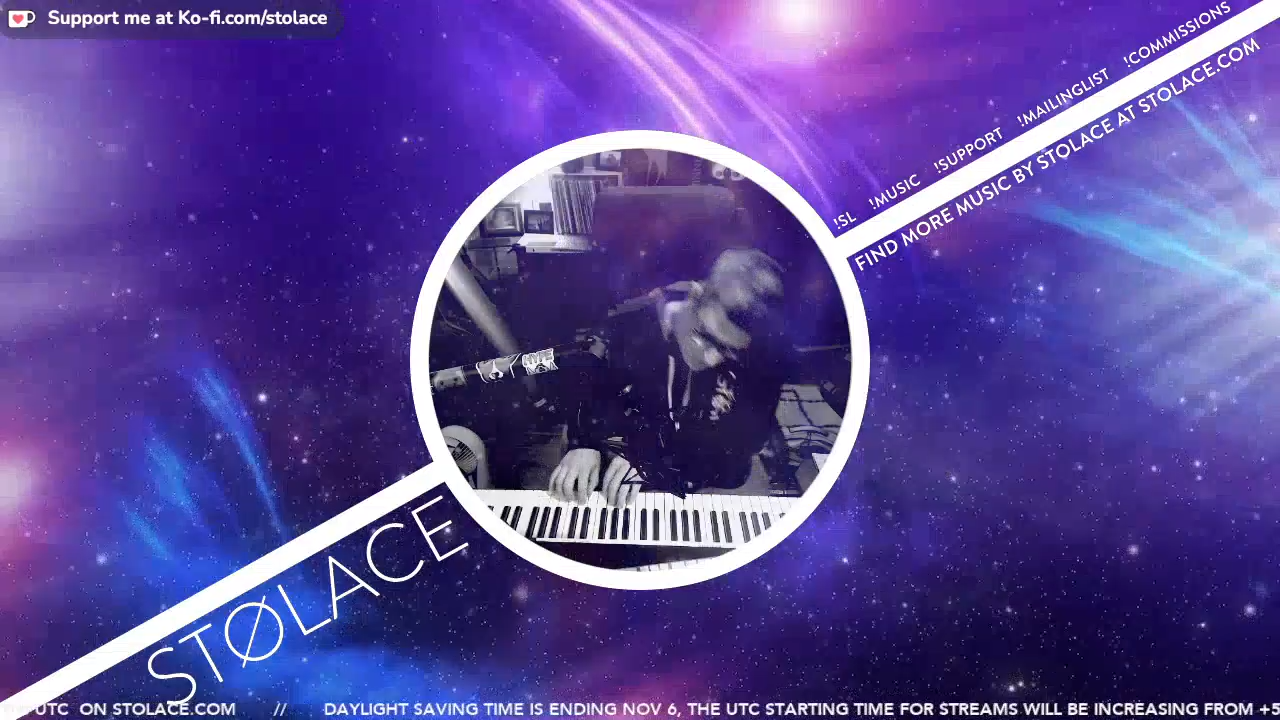 Support me at Ko-fi.com/stolace
!SL !MUSIC !SUPPORT !MAILINGLIST !COMMISSIONS
FIND MORE MUSIC BY STOLACE AT STOLACE.COM
HYPE
STØLACE
UTC ON STOLACE.COM // DAYLIGHT SAVING TIME IS ENDING NOV 6, THE UTC STARTING TIME FOR STREAMS WILL BE INCREASING FROM +5